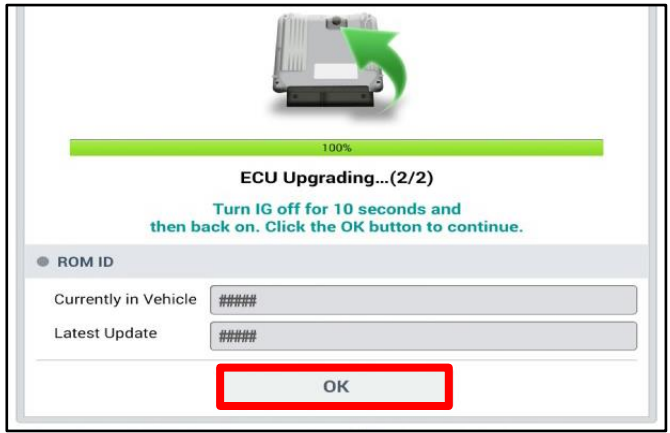 100%
ECU Upgrading...(2/2)
Turn IG off for 10 seconds and
then back on. Click the OK button to continue.
ROM ID
Currently in Vehicle #####
Latest Update #####
OK